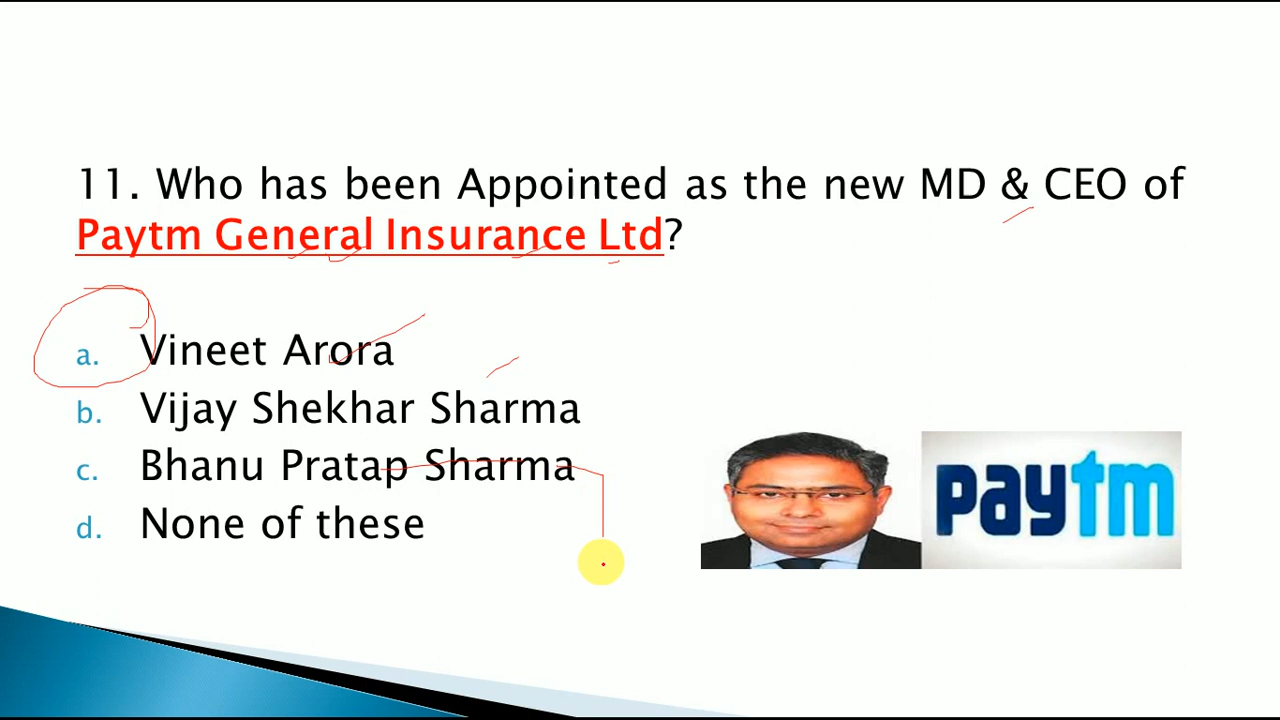 11. Who has been Appointed as the new MD & CEO of
Paytm General Insurance Ltd?
a. Vineet Arora
b. Vijay Shekhar Sharma
c. Bhanu Pratap Sharma
d. None of these
paytm